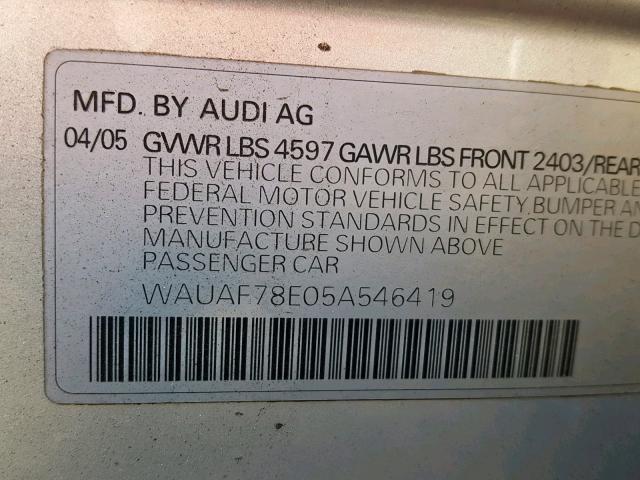 MFD. BY AUDI AG
04/05 GVWR LBS 4597 GAWR LBS FRONT 2403/REAR
THIS VEHICLE CONFORMS TO ALL APPLICABLE
FEDERAL MOTOR VEHICLE SAFETY BUMPER AN
PREVENTION STANDARDS IN EFFECT ON THE D
MANUFACTURE SHOWN ABOVE
PASSENGER CAR
WAUAF78E05A546419